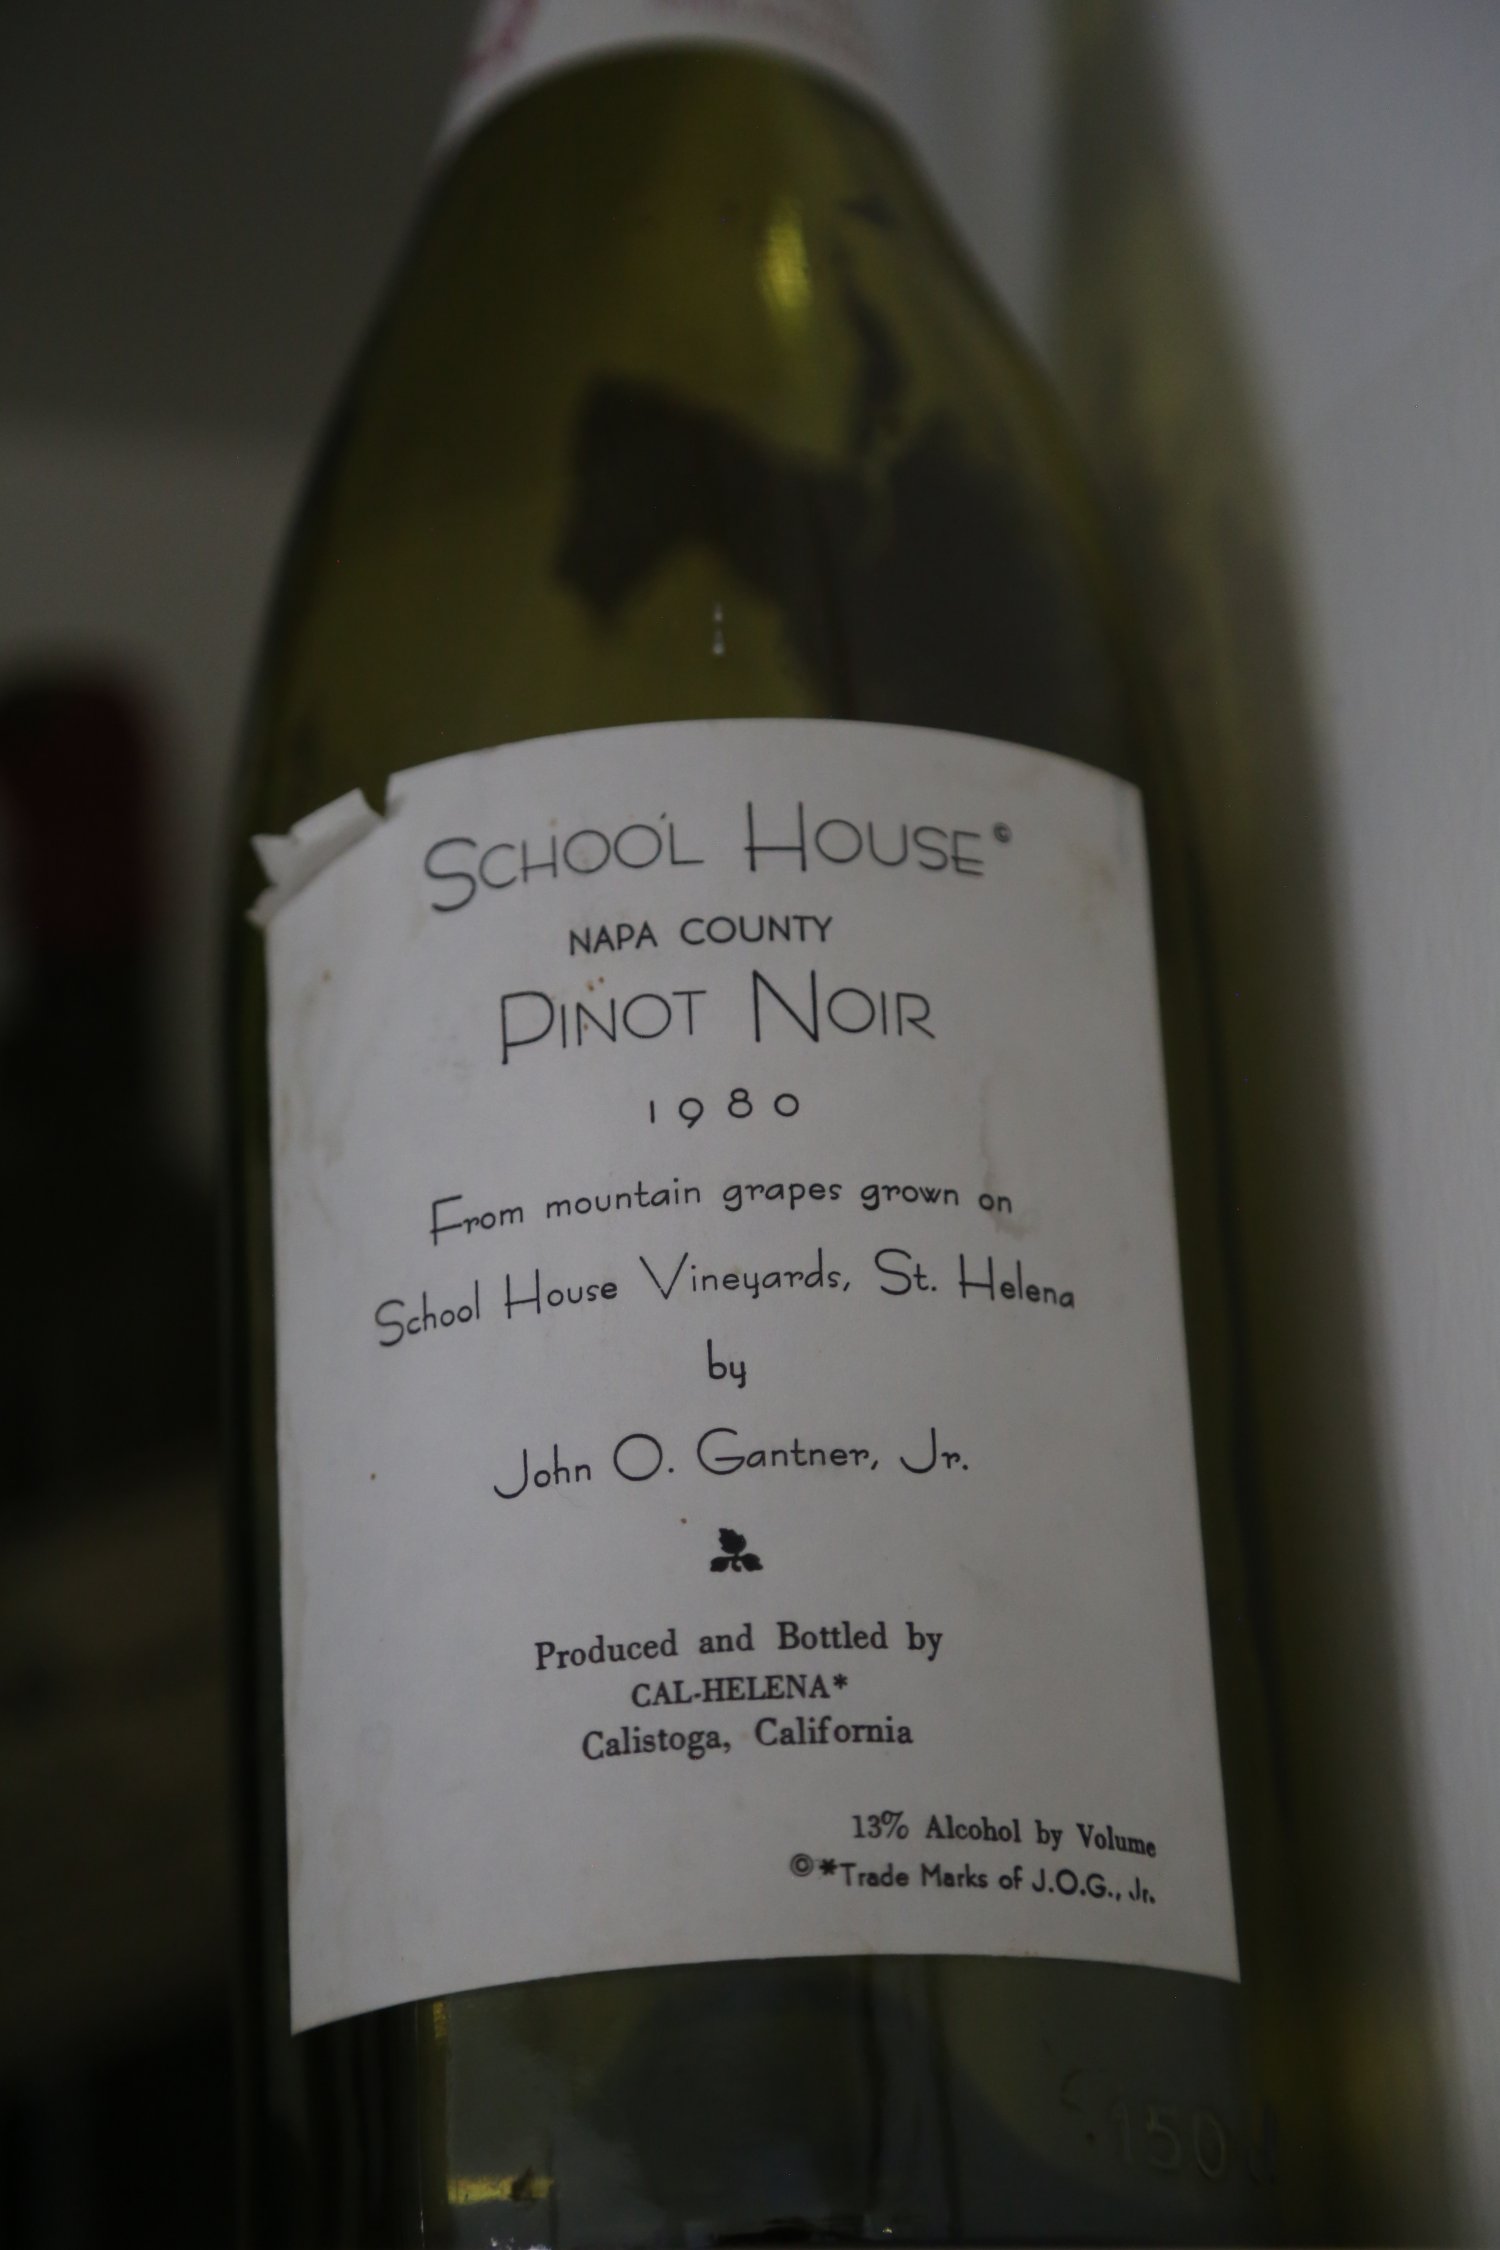 SCHOOL HOUSE©
NAPA COUNTY
PINOT NOIR
1980
From mountain grapes grown on
School House Vineyards, St. Helena
by
John O. Gantner, Jr.
Produced and Bottled by
CAL-HELENA*
Calistoga, California
13% Alcohol by Volume
©*Trade Marks of J.O.G., Jr.